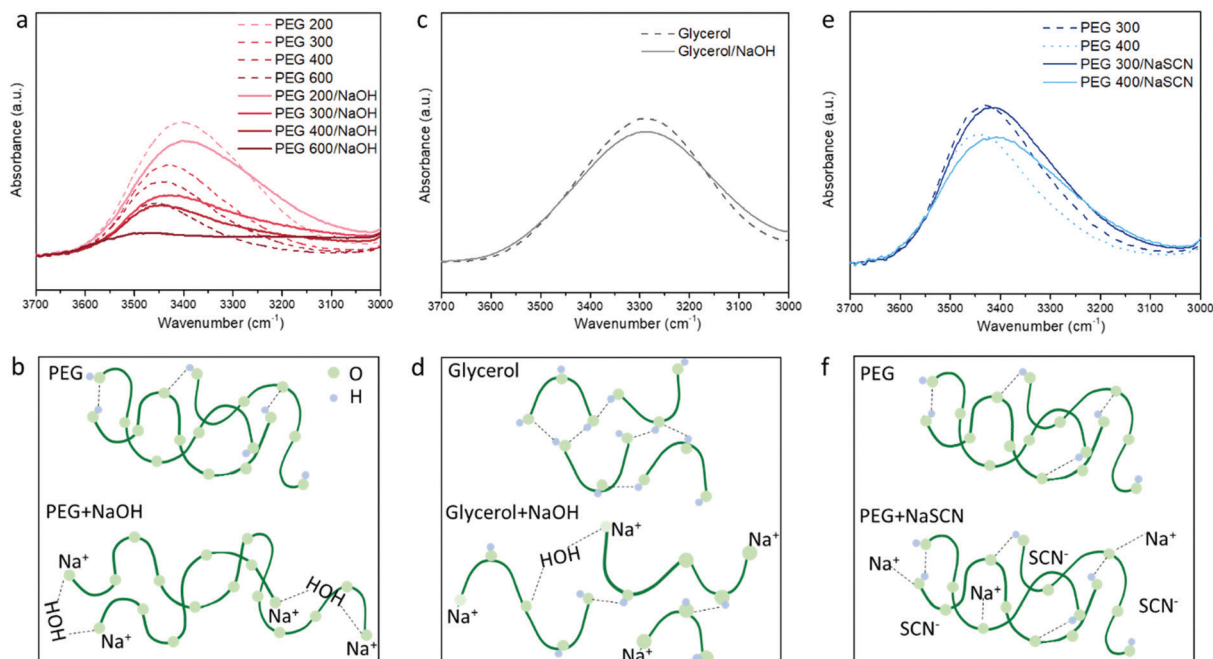 a
PEG 200
PEG 300
PEG 400
PEG 600
PEG 200/NaOH
PEG 300/NaOH
PEG 400/NaOH
PEG 600/NaOH
Absorbance (a.u.)
3700 3600 3500 3400 3300 3200 3100 3000
Wavenumber (cm⁻¹)
c
Glycerol
Glycerol/NaOH
Absorbance (a.u.)
3700 3600 3500 3400 3300 3200 3100 3000
Wavenumber (cm⁻¹)
e
PEG 300
PEG 400
PEG 300/NaSCN
PEG 400/NaSCN
Absorbance (a.u.)
3700 3600 3500 3400 3300 3200 3100 3000
Wavenumber (cm⁻¹)
b
PEG
O
H
PEG+NaOH
Na⁺
HOH
HOH
Na⁺
Na⁺
Na⁺
d
Glycerol
Glycerol+NaOH
Na⁺
Na⁺
HOH
Na⁺
Na⁺
f
PEG
PEG+NaSCN
Na⁺
SCN⁻
Na⁺
Na⁺
SCN⁻
SCN⁻